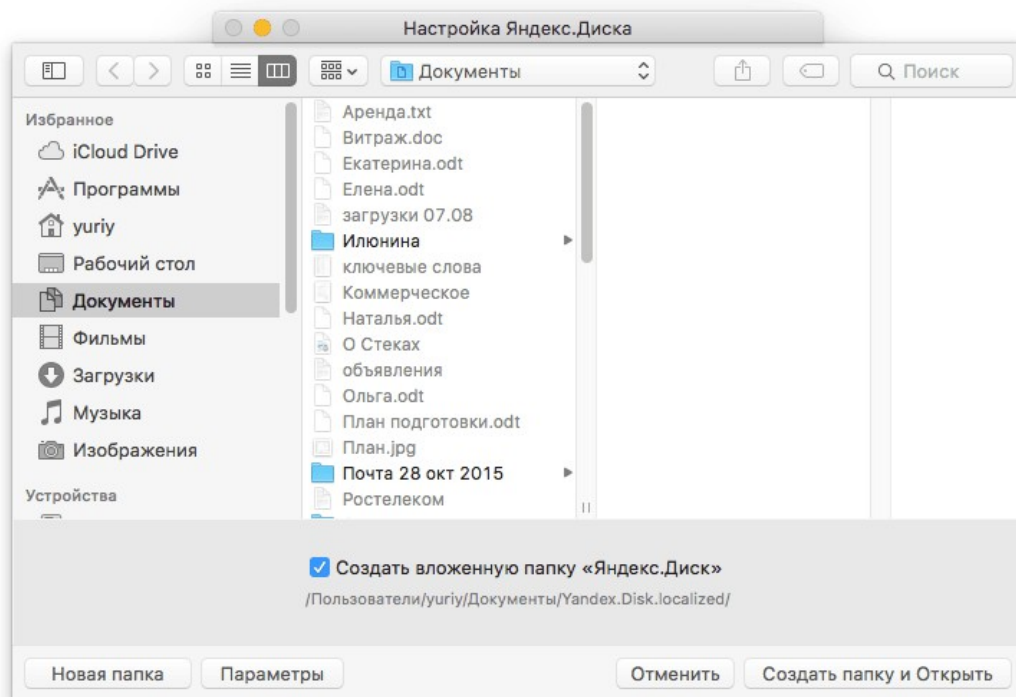 Настройка Яндекс.Диска
Документы
Поиск
Избранное
iCloud Drive
Программы
yuriy
Рабочий стол
Документы
Фильмы
Загрузки
Музыка
Изображения
Устройства
Аренда.txt
Витраж.doc
Екатерина.odt
Елена.odt
загрузки 07.08
Илюнина
ключевые слова
Коммерческое
Наталья.odt
О Стеках
объявления
Ольга.odt
План подготовки.odt
План.jpg
Почта 28 окт 2015
Ростелеком
Создать вложенную папку «Яндекс.Диск»
/Пользователи/yuriy/Документы/Yandex.Disk.localized/
Новая папка
Параметры
Отменить
Создать папку и Открыть